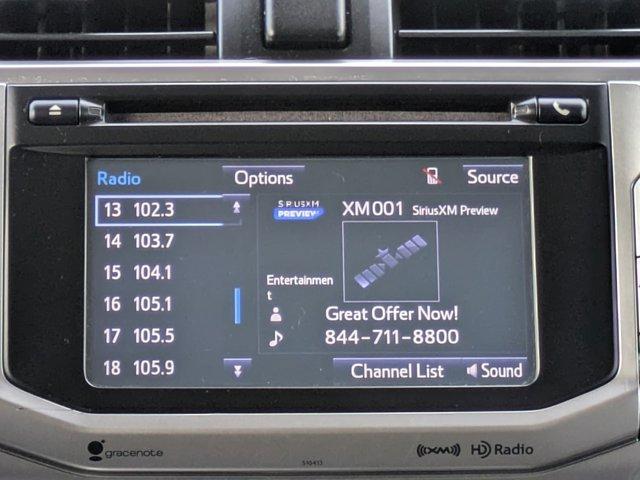 Radio
Options
Source
13 102.3
14 103.7
15 104.1
16 105.1
17 105.5
18 105.9
SIRIUSXM
PREVIEW
XM001 SiriusXM Preview
Entertainmen
t
Great Offer Now!
844-711-8800
Channel List
Sound
gracenote
510413
((XM))
HD Radio